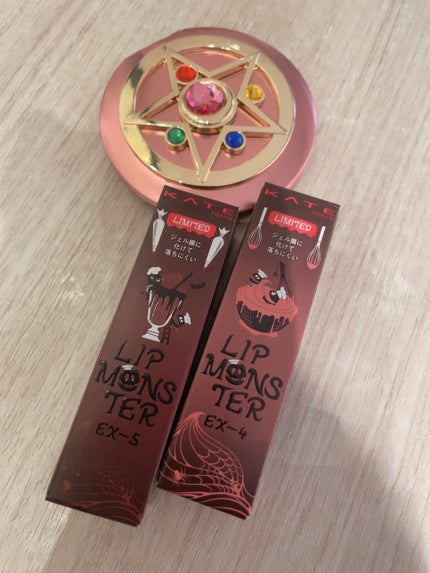 KATE
TOKYO
LIMITED
ジェル膜に
化けて
落ちにくい
LIP
MONS
TER
EX-5
KATE
TOKYO
LIMITED
ジェル膜に
化けて
落ちにくい
LIP
MONS
TER
EX-4